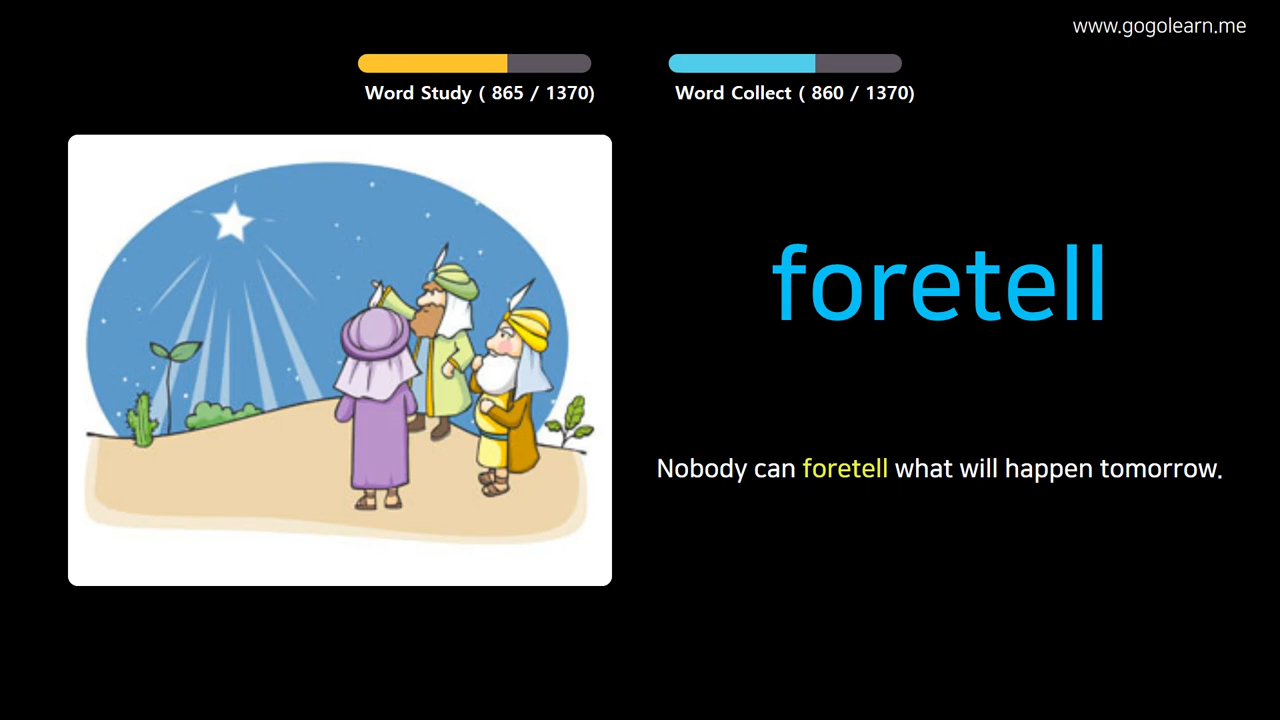 www.gogolearn.me
Word Study ( 865 / 1370)
Word Collect ( 860 / 1370)
foretell
Nobody can foretell what will happen tomorrow.